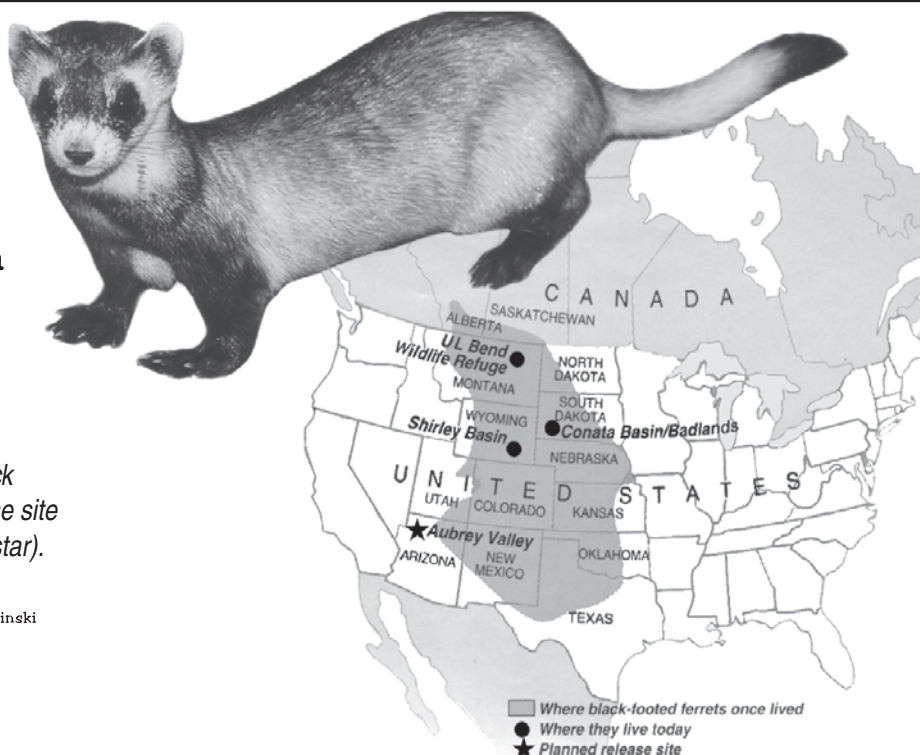 a
ck
se site
star).
inski
CANADA
ALBERTA
SASKATCHEWAN
UL Bend
Wildlife Refuge
MONTANA
NORTH
DAKOTA
SOUTH
DAKOTA
WYOMING
Shirley Basin
Conata Basin/Badlands
NEBRASKA
UNITED STATES
UTAH
COLORADO
KANSAS
Aubrey Valley
ARIZONA
NEW
MEXICO
OKLAHOMA
TEXAS
Where black-footed ferrets once lived
Where they live today
Planned release site